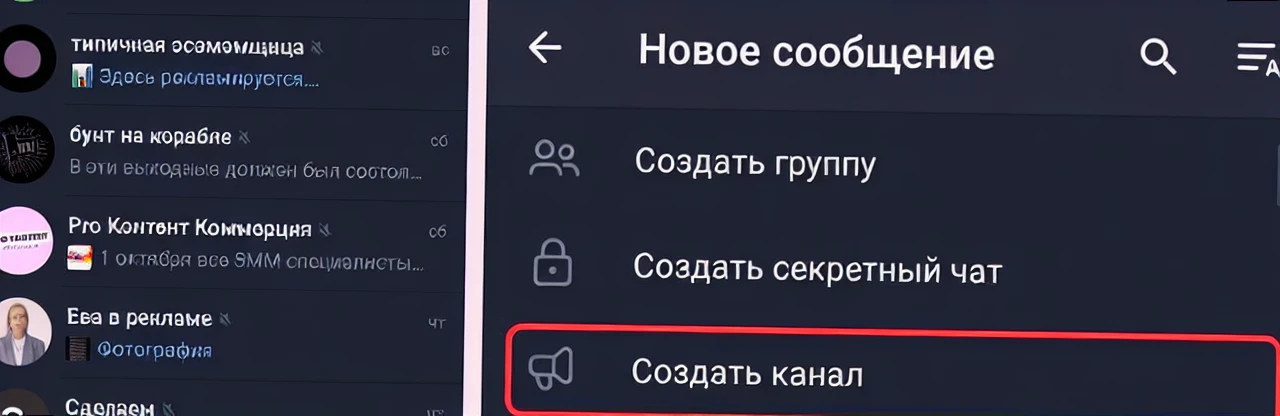 типичная эсэмэмщица
вс
Здесь рекламируются....
бунт на корабле
сб
В эти выходные должен был состоя...
Pro Контент Коммерция
сб
1 октября все SMM специалисты...
Ева в рекламе
чт
Фотография
Сделаем
Новое сообщение
Создать группу
Создать секретный чат
Создать канал